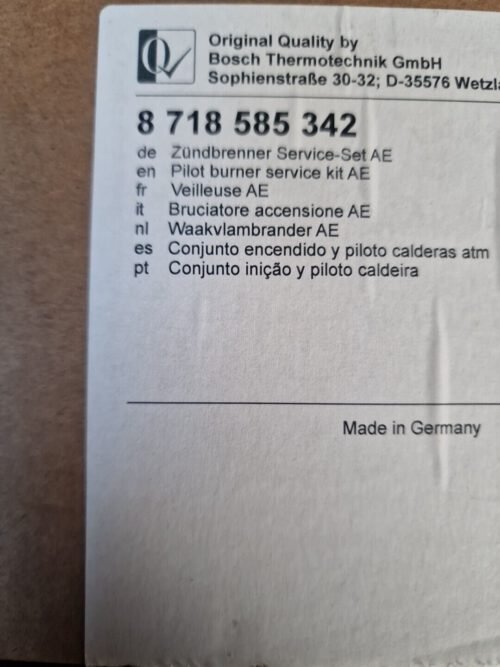 Q
Original Quality by
Bosch Thermotechnik GmbH
Sophienstraße 30-32; D-35576
8 718 585 342
de Zündbrenner Service-Set AE
en Pilot burner service kit AE
fr Veilleuse AE
it Bruciatore accensione AE
nl Waakvlambrander AE
es Conjunto encendido y piloto calderas atm
pt Conjunto inição y piloto caldeira
Made in Germany